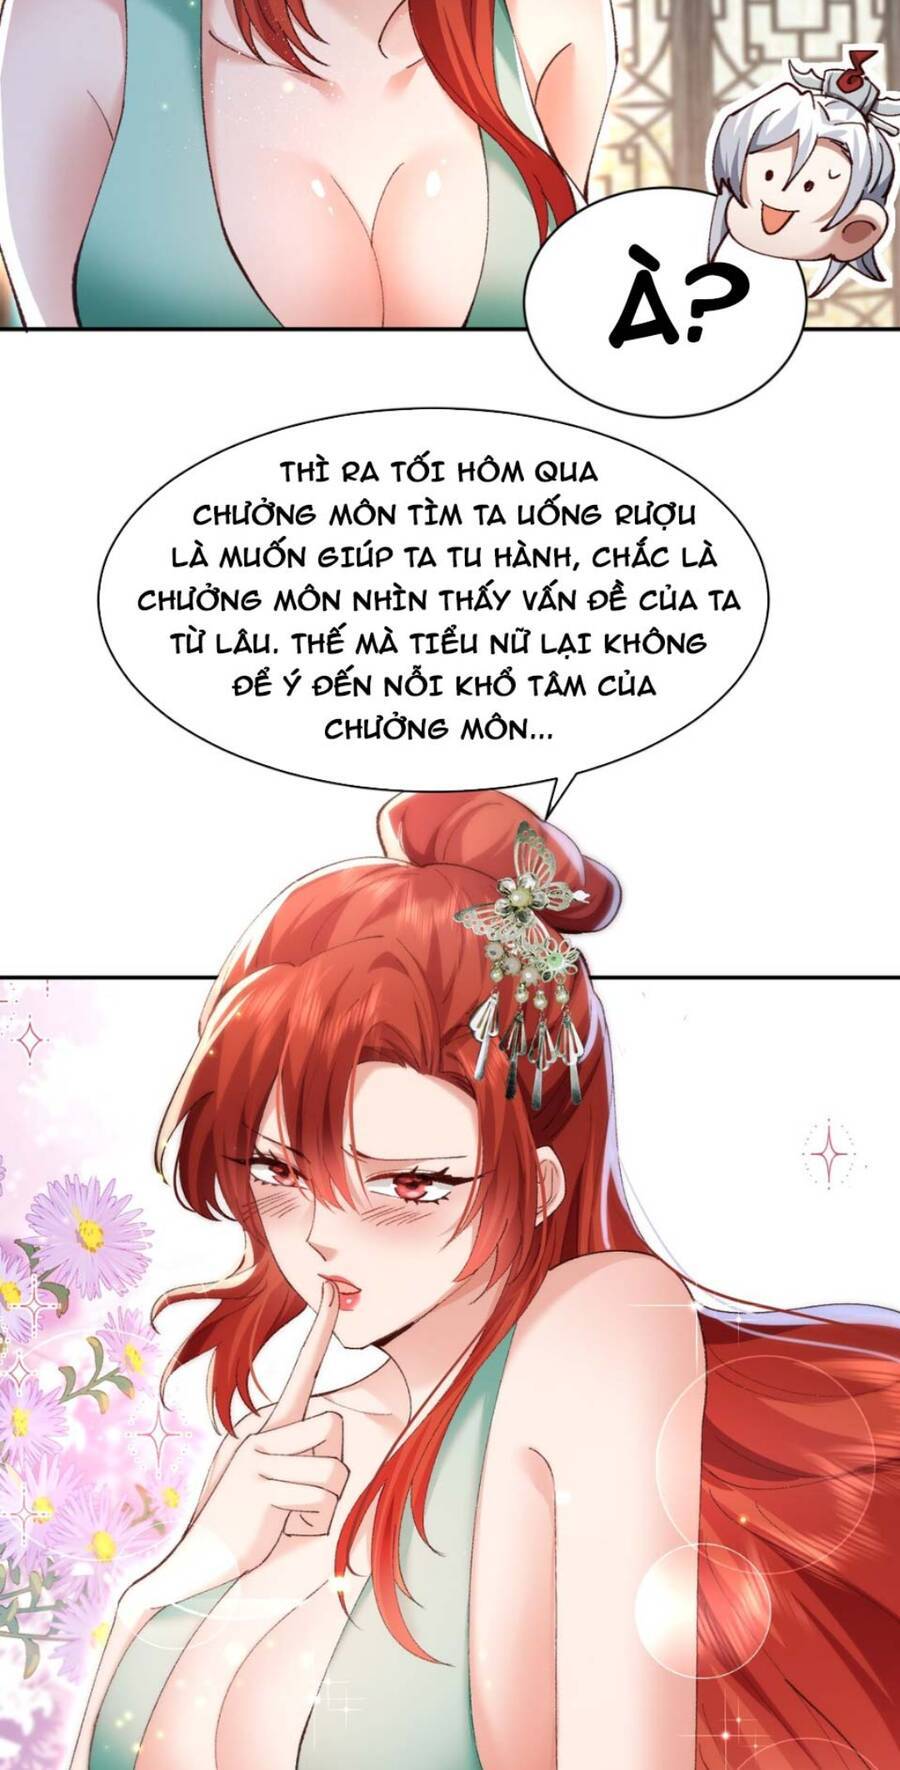 À?
THÌ RA TỐI HÔM QUA
CHƯỞNG MÔN TÌM TA UỐNG RƯỢU
LÀ MUỐN GIÚP TA TU HÀNH, CHẮC LÀ
CHƯỞNG MÔN NHÌN THẤY VẤN ĐỀ CỦA TA
TỪ LÂU. THẾ MÀ TIỂU NỮ LẠI KHÔNG
ĐỂ Ý ĐẾN NỖI KHỔ TÂM CỦA
CHƯỞNG MÔN...